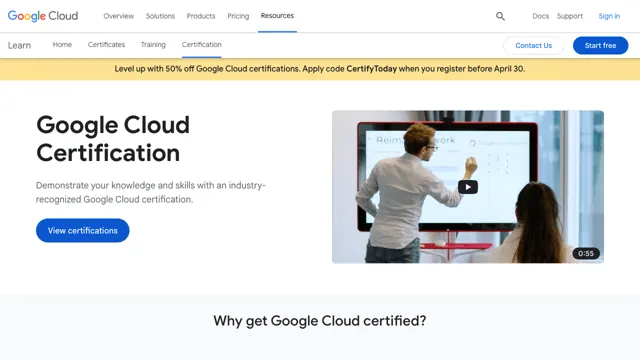 Google Cloud
Overview
Solutions
Products
Pricing
Resources
Docs
Support
Sign in
Learn
Home
Certificates
Training
Certification
Contact Us
Start free
Level up with 50% off Google Cloud certifications. Apply code CertifyToday when you register before April 30.
Google Cloud
Certification
Demonstrate your knowledge and skills with an industry-
recognized Google Cloud certification.
View certifications
0:55
Why get Google Cloud certified?